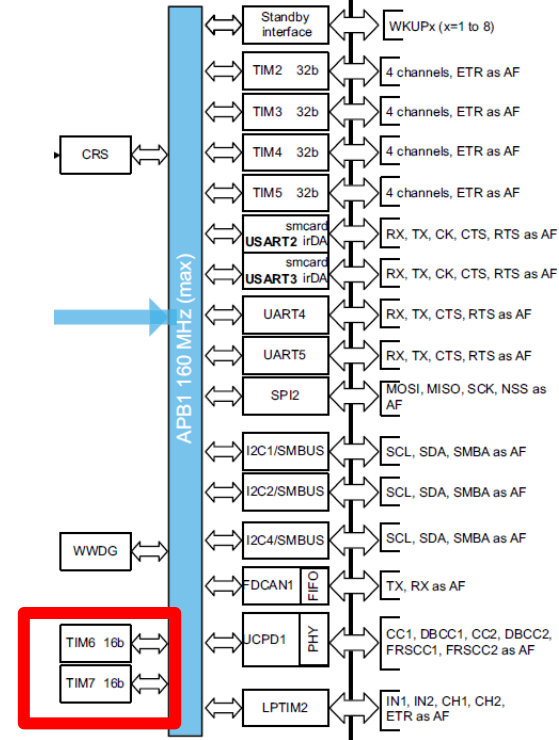 Standby
interface
WKUPx (x=1 to 8)
TIM2 32b
4 channels, ETR as AF
TIM3 32b
4 channels, ETR as AF
CRS
TIM4 32b
4 channels, ETR as AF
TIM5 32b
4 channels, ETR as AF
smcard
USART2 irDA
RX, TX, CK, CTS, RTS as AF
smcard
USART3 irDA
RX, TX, CK, CTS, RTS as AF
APB1 160 MHz (max)
UART4
RX, TX, CTS, RTS as AF
UART5
RX, TX, CTS, RTS as AF
SPI2
MOSI, MISO, SCK, NSS as
AF
I2C1/SMBUS
SCL, SDA, SMBA as AF
I2C2/SMBUS
SCL, SDA, SMBA as AF
WWDG
I2C4/SMBUS
SCL, SDA, SMBA as AF
FDCAN1
FIFO
TX, RX as AF
TIM6 16b
UCPD1
PHY
CC1, DBCC1, CC2, DBCC2,
FRSCC1, FRSCC2 as AF
TIM7 16b
LPTIM2
IN1, IN2, CH1, CH2,
ETR as AF